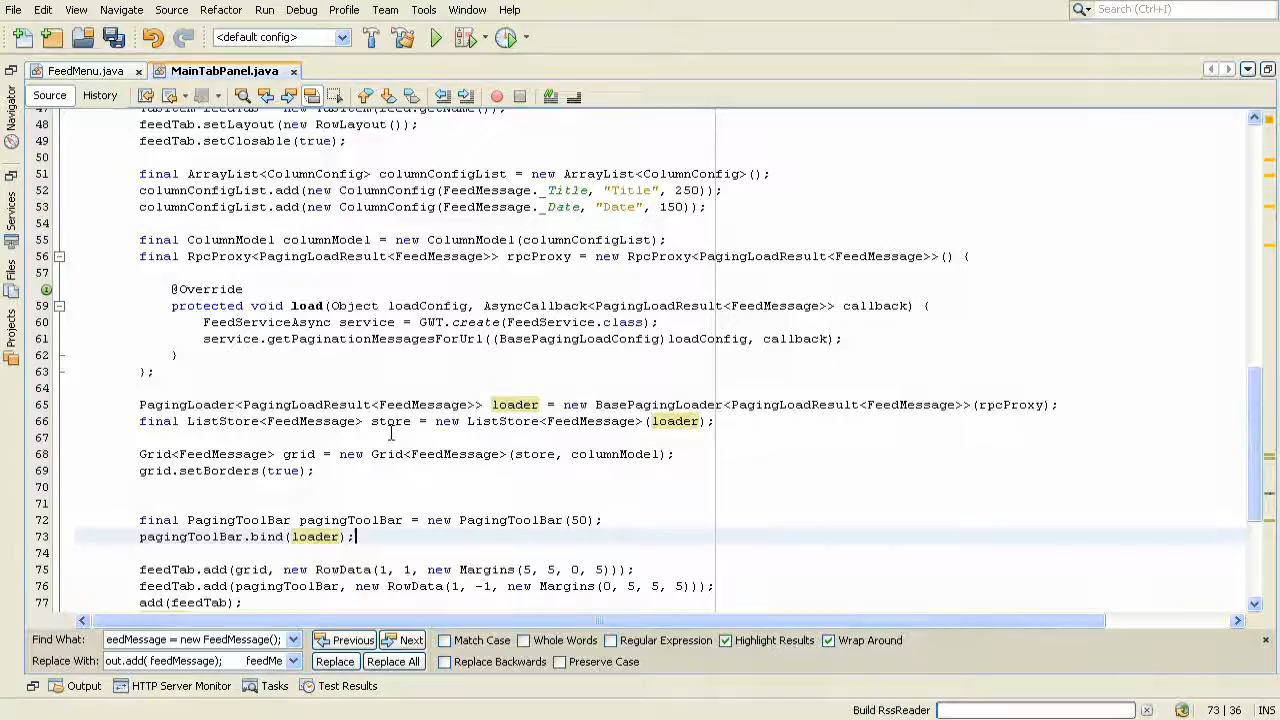 File Edit View Navigate Source Refactor Run Debug Profile Team Tools Window Help
Search (Ctrl+I)
<default config>
FeedMenu.java MainTabPanel.java
Source History
Navigator
Services
Files
Projects
48 feedTab.setLayout(new RowLayout());
49 feedTab.setClosable(true);
50
51 final ArrayList<ColumnConfig> columnConfigList = new ArrayList<ColumnConfig>();
52 columnConfigList.add(new ColumnConfig(FeedMessage._Title, "Title", 250));
53 columnConfigList.add(new ColumnConfig(FeedMessage._Date, "Date", 150));
54
55 final ColumnModel columnModel = new ColumnModel(columnConfigList);
56 final RpcProxy<PagingLoadResult<FeedMessage>> rpcProxy = new RpcProxy<PagingLoadResult<FeedMessage>>() {
57
@Override
59 protected void load(Object loadConfig, AsyncCallback<PagingLoadResult<FeedMessage>> callback) {
60 FeedServiceAsync service = GWT.create(FeedService.class);
61 service.getPaginationMessagesForUrl((BasePagingLoadConfig)loadConfig, callback);
62 }
63 };
64
65 PagingLoader<PagingLoadResult<FeedMessage>> loader = new BasePagingLoader<PagingLoadResult<FeedMessage>>(rpcProxy);
66 final ListStore<FeedMessage> store = new ListStore<FeedMessage>(loader);
67
68 Grid<FeedMessage> grid = new Grid<FeedMessage>(store, columnModel);
69 grid.setBorders(true);
70
71
72 final PagingToolBar pagingToolBar = new PagingToolBar(50);
73 pagingToolBar.bind(loader);
74
75 feedTab.add(grid, new RowData(1, 1, new Margins(5, 5, 0, 5)));
76 feedTab.add(pagingToolBar, new RowData(1, -1, new Margins(0, 5, 5, 5)));
77 add(feedTab);
Find What: eedMessage = new FeedMessage(); Previous Next Match Case Whole Words Regular Expression Highlight Results Wrap Around
Replace With: out.add( feedMessage); feedMe Replace Replace All Replace Backwards Preserve Case
Output HTTP Server Monitor Tasks Test Results
Build RssReader 73 | 36 INS